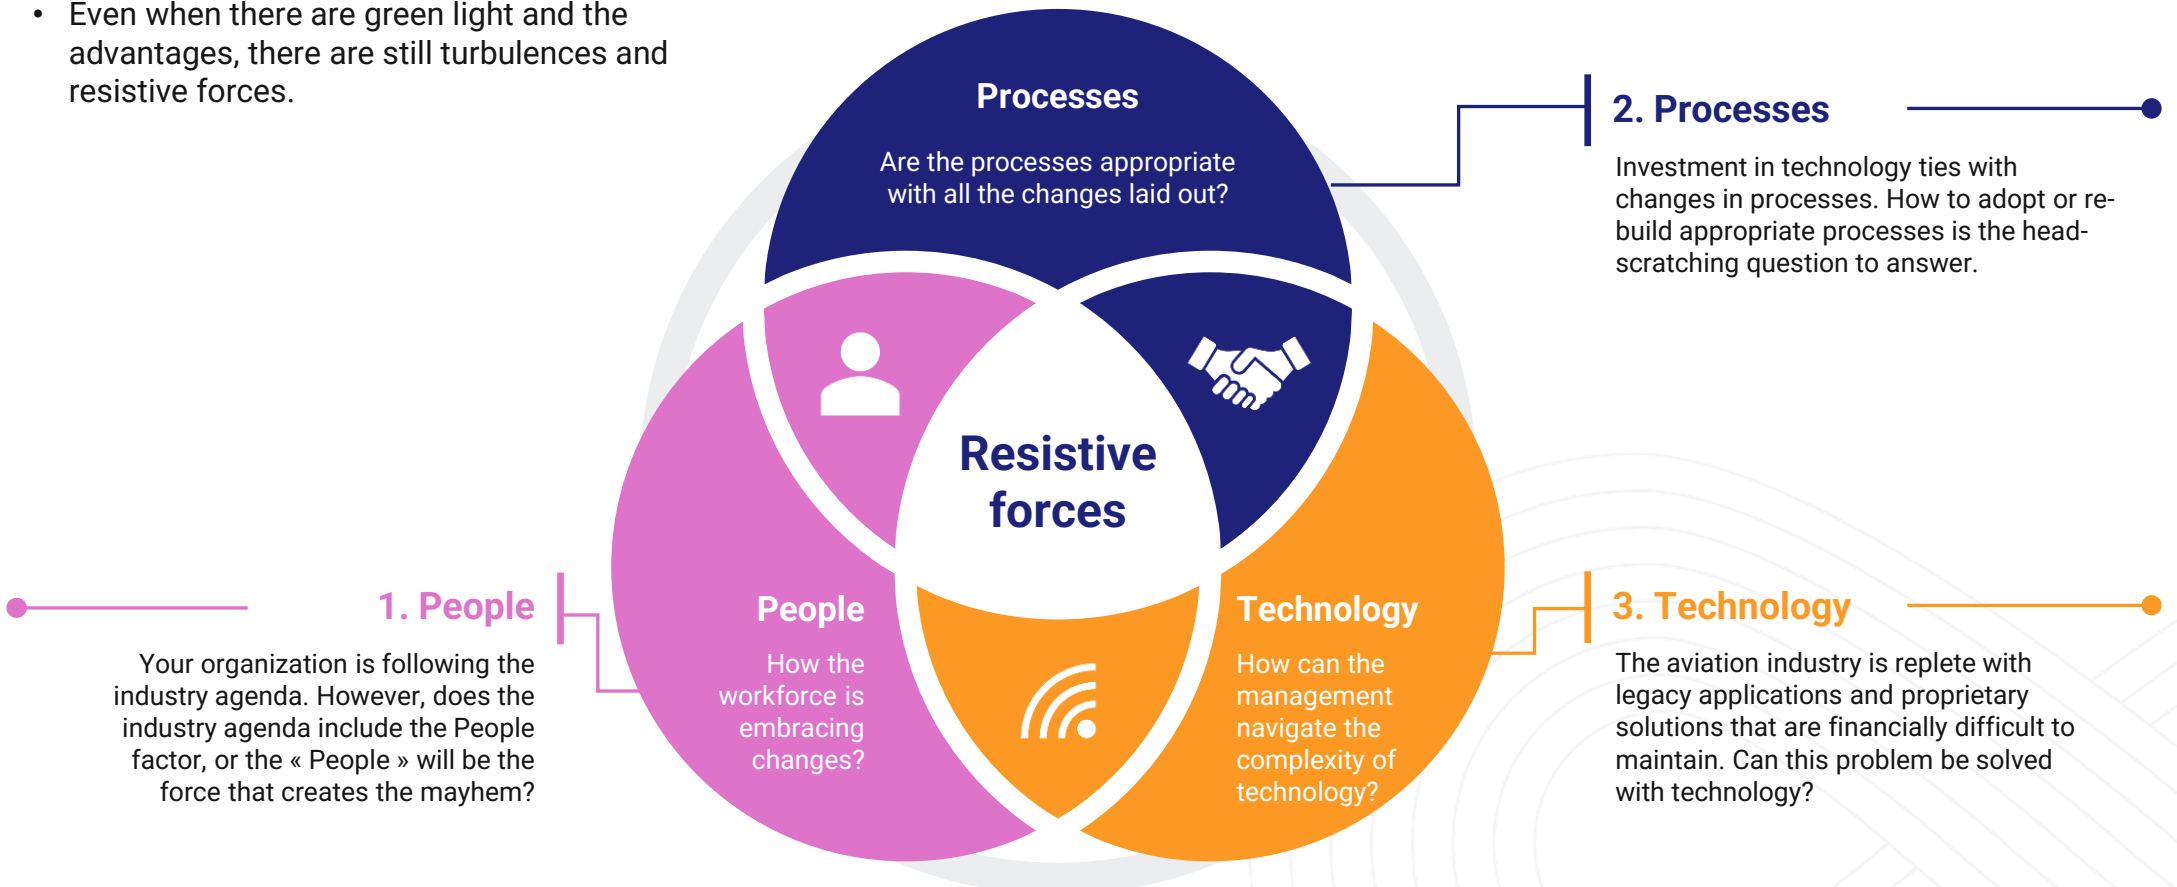 • Even when there are green light and the
advantages, there are still turbulences and
resistive forces.
Processes
Are the processes appropriate
with all the changes laid out?
2. Processes
Investment in technology ties with
changes in processes. How to adopt or re-
build appropriate processes is the head-
scratching question to answer.
Resistive
forces
1. People
Your organization is following the
industry agenda. However, does the
industry agenda include the People
factor, or the « People » will be the
force that creates the mayhem?
People
How the
workforce is
embracing
changes?
Technology
How can the
management
navigate the
complexity of
technology?
3. Technology
The aviation industry is replete with
legacy applications and proprietary
solutions that are financially difficult to
maintain. Can this problem be solved
with technology?